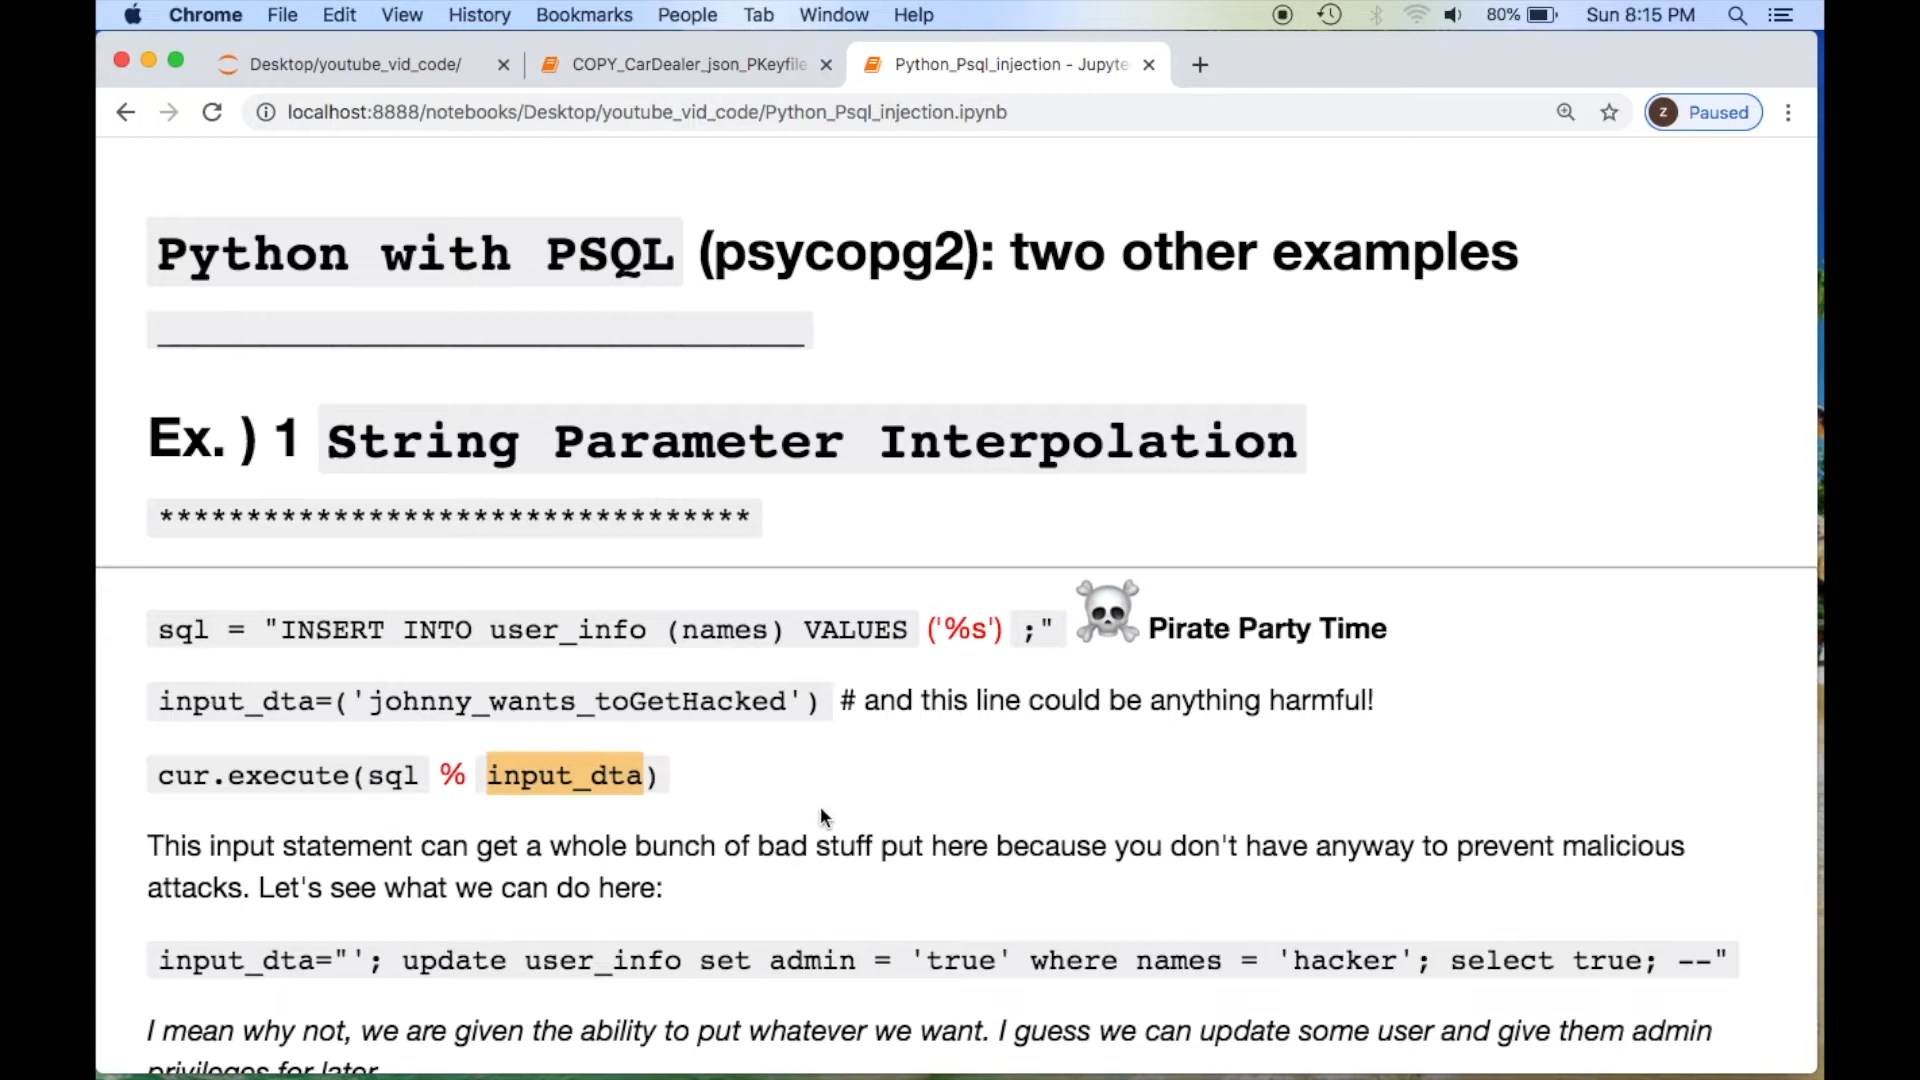 Chrome File Edit View History Bookmarks People Tab Window Help 80% Sun 8:15 PM
Desktop/youtube_vid_code/ COPY_CarDealer_json_PKeyfile Python_Psql_injection - Jupyte
localhost:8888/notebooks/Desktop/youtube_vid_code/Python_Psql_injection.ipynb z Paused
Python with PSQL (psycopg2): two other examples
_____________________________________
Ex. ) 1 String Parameter Interpolation
**********************************
sql = "INSERT INTO user_info (names) VALUES ('%s') ;" Pirate Party Time
input_dta=('johnny_wants_toGetHacked') # and this line could be anything harmful!
cur.execute(sql % input_dta)
This input statement can get a whole bunch of bad stuff put here because you don't have anyway to prevent malicious
attacks. Let's see what we can do here:
input_dta="'; update user_info set admin = 'true' where names = 'hacker'; select true; --"
I mean why not, we are given the ability to put whatever we want. I guess we can update some user and give them admin
privileges for later